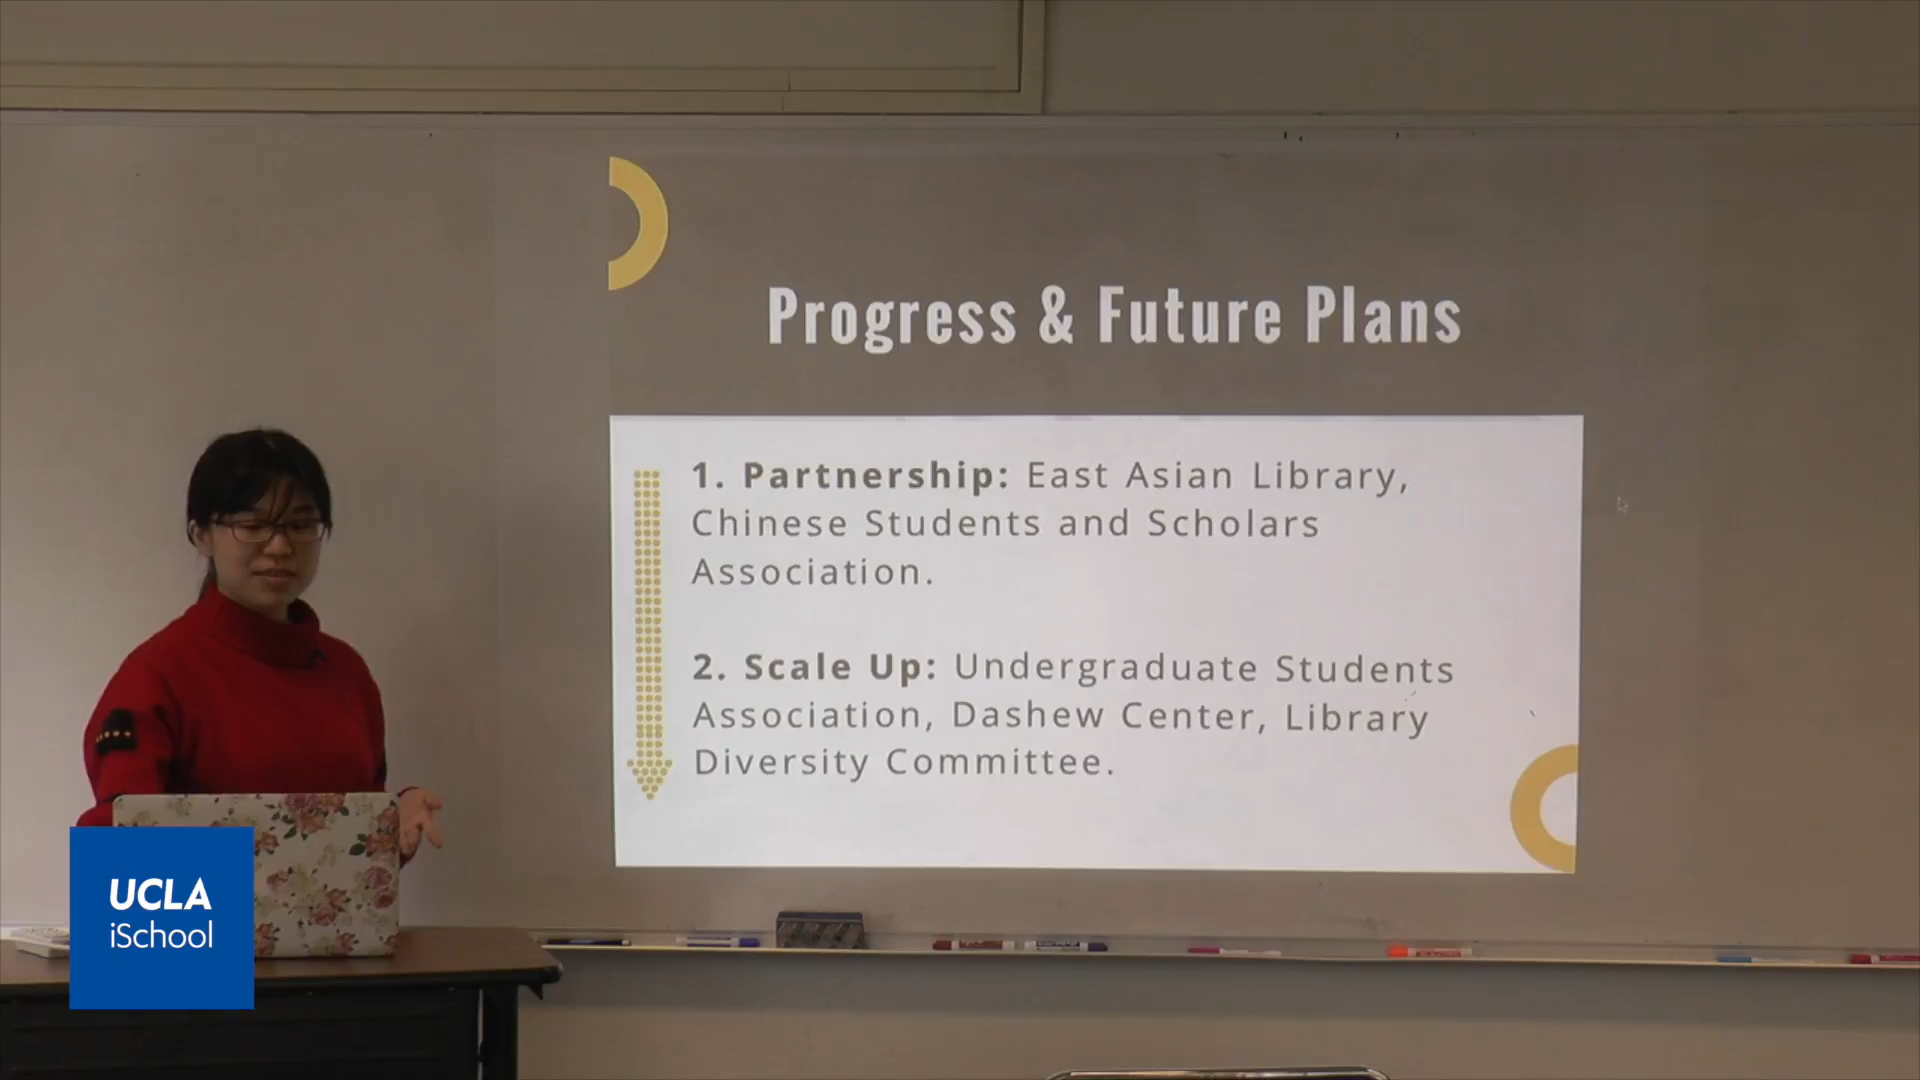 Progress & Future Plans
1. Partnership: East Asian Library,
Chinese Students and Scholars
Association.
2. Scale Up: Undergraduate Students
Association, Dashew Center, Library
Diversity Committee.
UCLA
iSchool